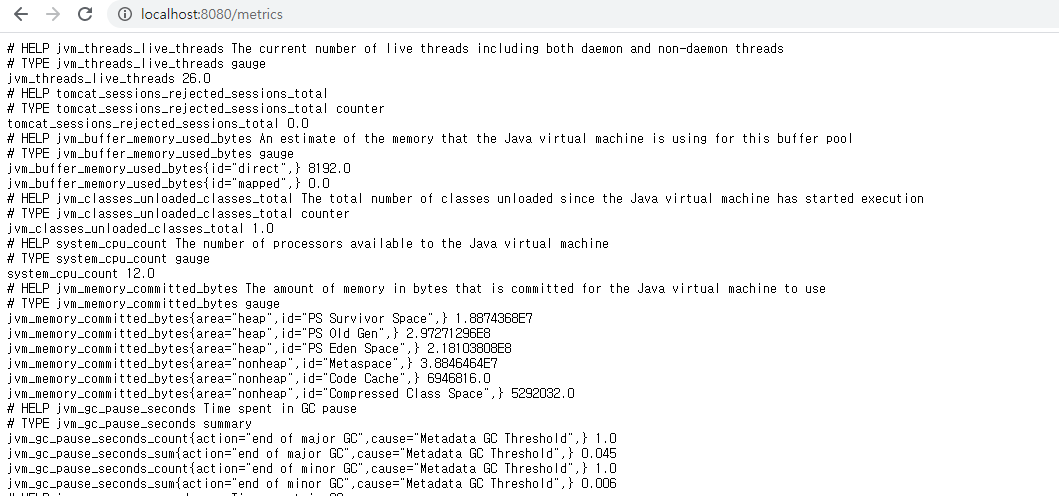 localhost:8080/metrics
# HELP jvm_threads_live_threads The current number of live threads including both daemon and non-daemon threads
# TYPE jvm_threads_live_threads gauge
jvm_threads_live_threads 26.0
# HELP tomcat_sessions_rejected_sessions_total
# TYPE tomcat_sessions_rejected_sessions_total counter
tomcat_sessions_rejected_sessions_total 0.0
# HELP jvm_buffer_memory_used_bytes An estimate of the memory that the Java virtual machine is using for this buffer pool
# TYPE jvm_buffer_memory_used_bytes gauge
jvm_buffer_memory_used_bytes{id="direct",} 8192.0
jvm_buffer_memory_used_bytes{id="mapped",} 0.0
# HELP jvm_classes_unloaded_classes_total The total number of classes unloaded since the Java virtual machine has started execution
# TYPE jvm_classes_unloaded_classes_total counter
jvm_classes_unloaded_classes_total 1.0
# HELP system_cpu_count The number of processors available to the Java virtual machine
# TYPE system_cpu_count gauge
system_cpu_count 12.0
# HELP jvm_memory_committed_bytes The amount of memory in bytes that is committed for the Java virtual machine to use
# TYPE jvm_memory_committed_bytes gauge
jvm_memory_committed_bytes{area="heap",id="PS Survivor Space",} 1.8874368E7
jvm_memory_committed_bytes{area="heap",id="PS Old Gen",} 2.97271296E8
jvm_memory_committed_bytes{area="heap",id="PS Eden Space",} 2.18103808E8
jvm_memory_committed_bytes{area="nonheap",id="Metaspace",} 3.8846464E7
jvm_memory_committed_bytes{area="nonheap",id="Code Cache",} 6946816.0
jvm_memory_committed_bytes{area="nonheap",id="Compressed Class Space",} 5292032.0
# HELP jvm_gc_pause_seconds Time spent in GC pause
# TYPE jvm_gc_pause_seconds summary
jvm_gc_pause_seconds_count{action="end of major GC",cause="Metadata GC Threshold",} 1.0
jvm_gc_pause_seconds_sum{action="end of major GC",cause="Metadata GC Threshold",} 0.045
jvm_gc_pause_seconds_count{action="end of minor GC",cause="Metadata GC Threshold",} 1.0
jvm_gc_pause_seconds_sum{action="end of minor GC",cause="Metadata GC Threshold",} 0.006